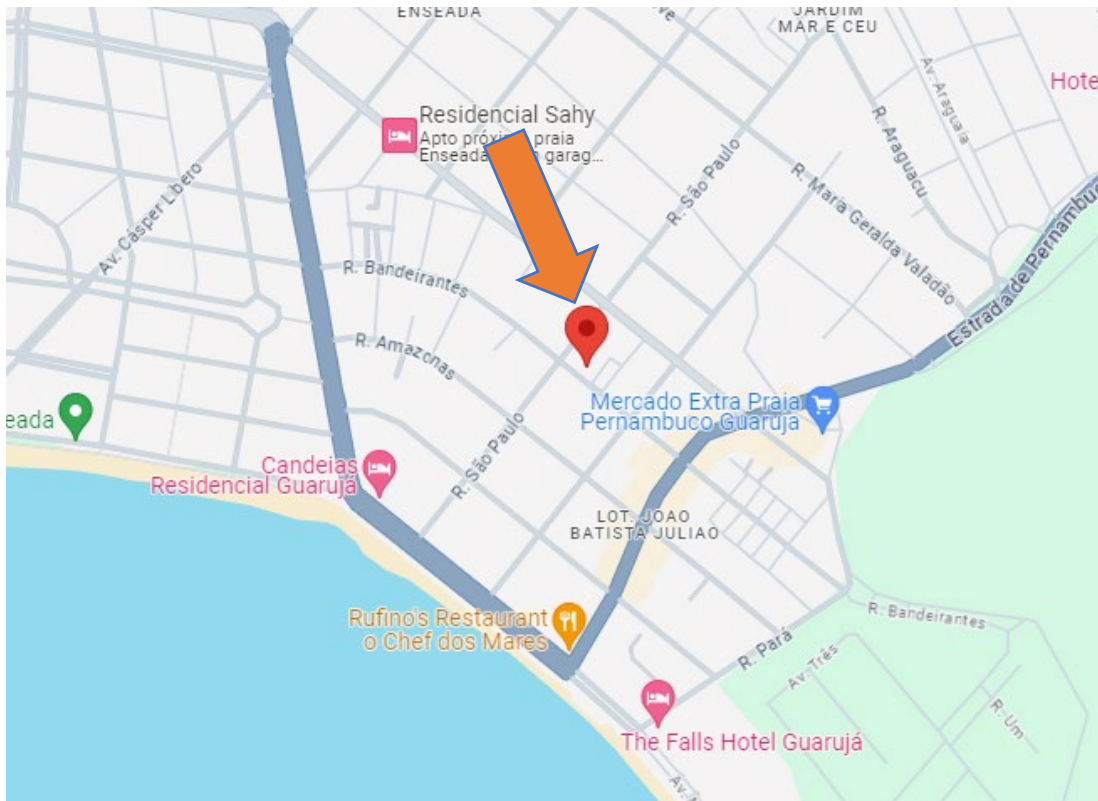 ENSEADA
JARDIM
MAR E CEU
Av. Araguaia
Hote
Residencial Sahy
Apto próxi praia
Enseada garag...
R. Araguacu
R. São Paulo
R. Maria Geralda Valadão
Av. Cásper Líbero
Estrada de Pernambuc
R. Bandeirantes
R. Amazonas
Mercado Extra Praia
Pernambuco Guaruja
eada
R. São Paulo
Candeias
Residencial Guarujá
LOT. JOAO
BATISTA JULIAO
Rufino's Restaurant
o Chef dos Mares
R. Bandeirantes
R. Pará
Av. Três
R. Um
The Falls Hotel Guarujá